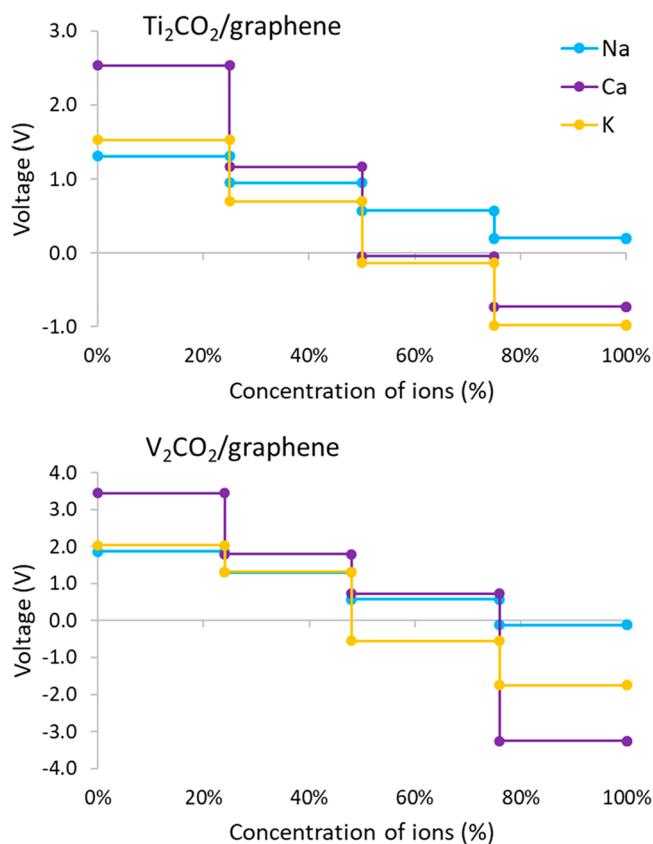 Ti₂CO₂/graphene
3.0
2.0
1.0
0.0
-1.0
Voltage (V)
Na
Ca
K
0% 20% 40% 60% 80% 100%
Concentration of ions (%)
V₂CO₂/graphene
4.0
3.0
2.0
1.0
0.0
-1.0
-2.0
-3.0
-4.0
Voltage (V)
0% 20% 40% 60% 80% 100%
Concentration of ions (%)